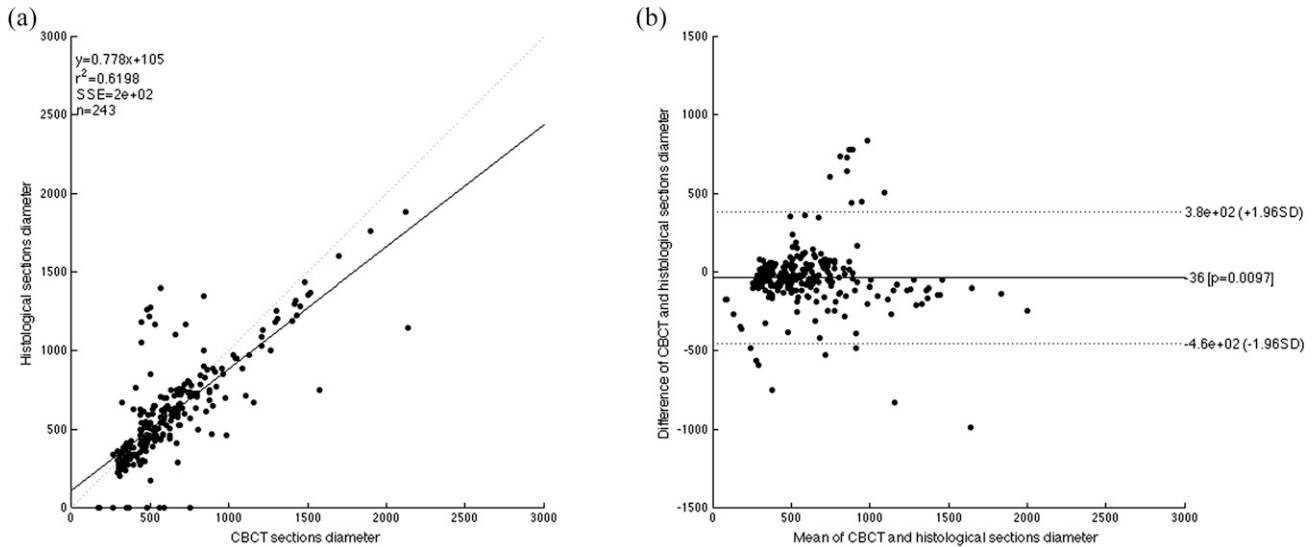 (a)
3000
y=0.778x+105
r²=0.6198
SSE=2e+02
n=243
2500
2000
1500
1000
500
0
Histological sections diameter
0 500 1000 1500 2000 2500 3000
CBCT sections diameter
(b)
1500
1000
500
0
-500
-1000
-1500
Difference of CBCT and histological sections diameter
3.8e+02 (+1.96SD)
-36 [p=0.0097]
-4.6e+02 (-1.96SD)
0 500 1000 1500 2000 2500 3000
Mean of CBCT and histological sections diameter